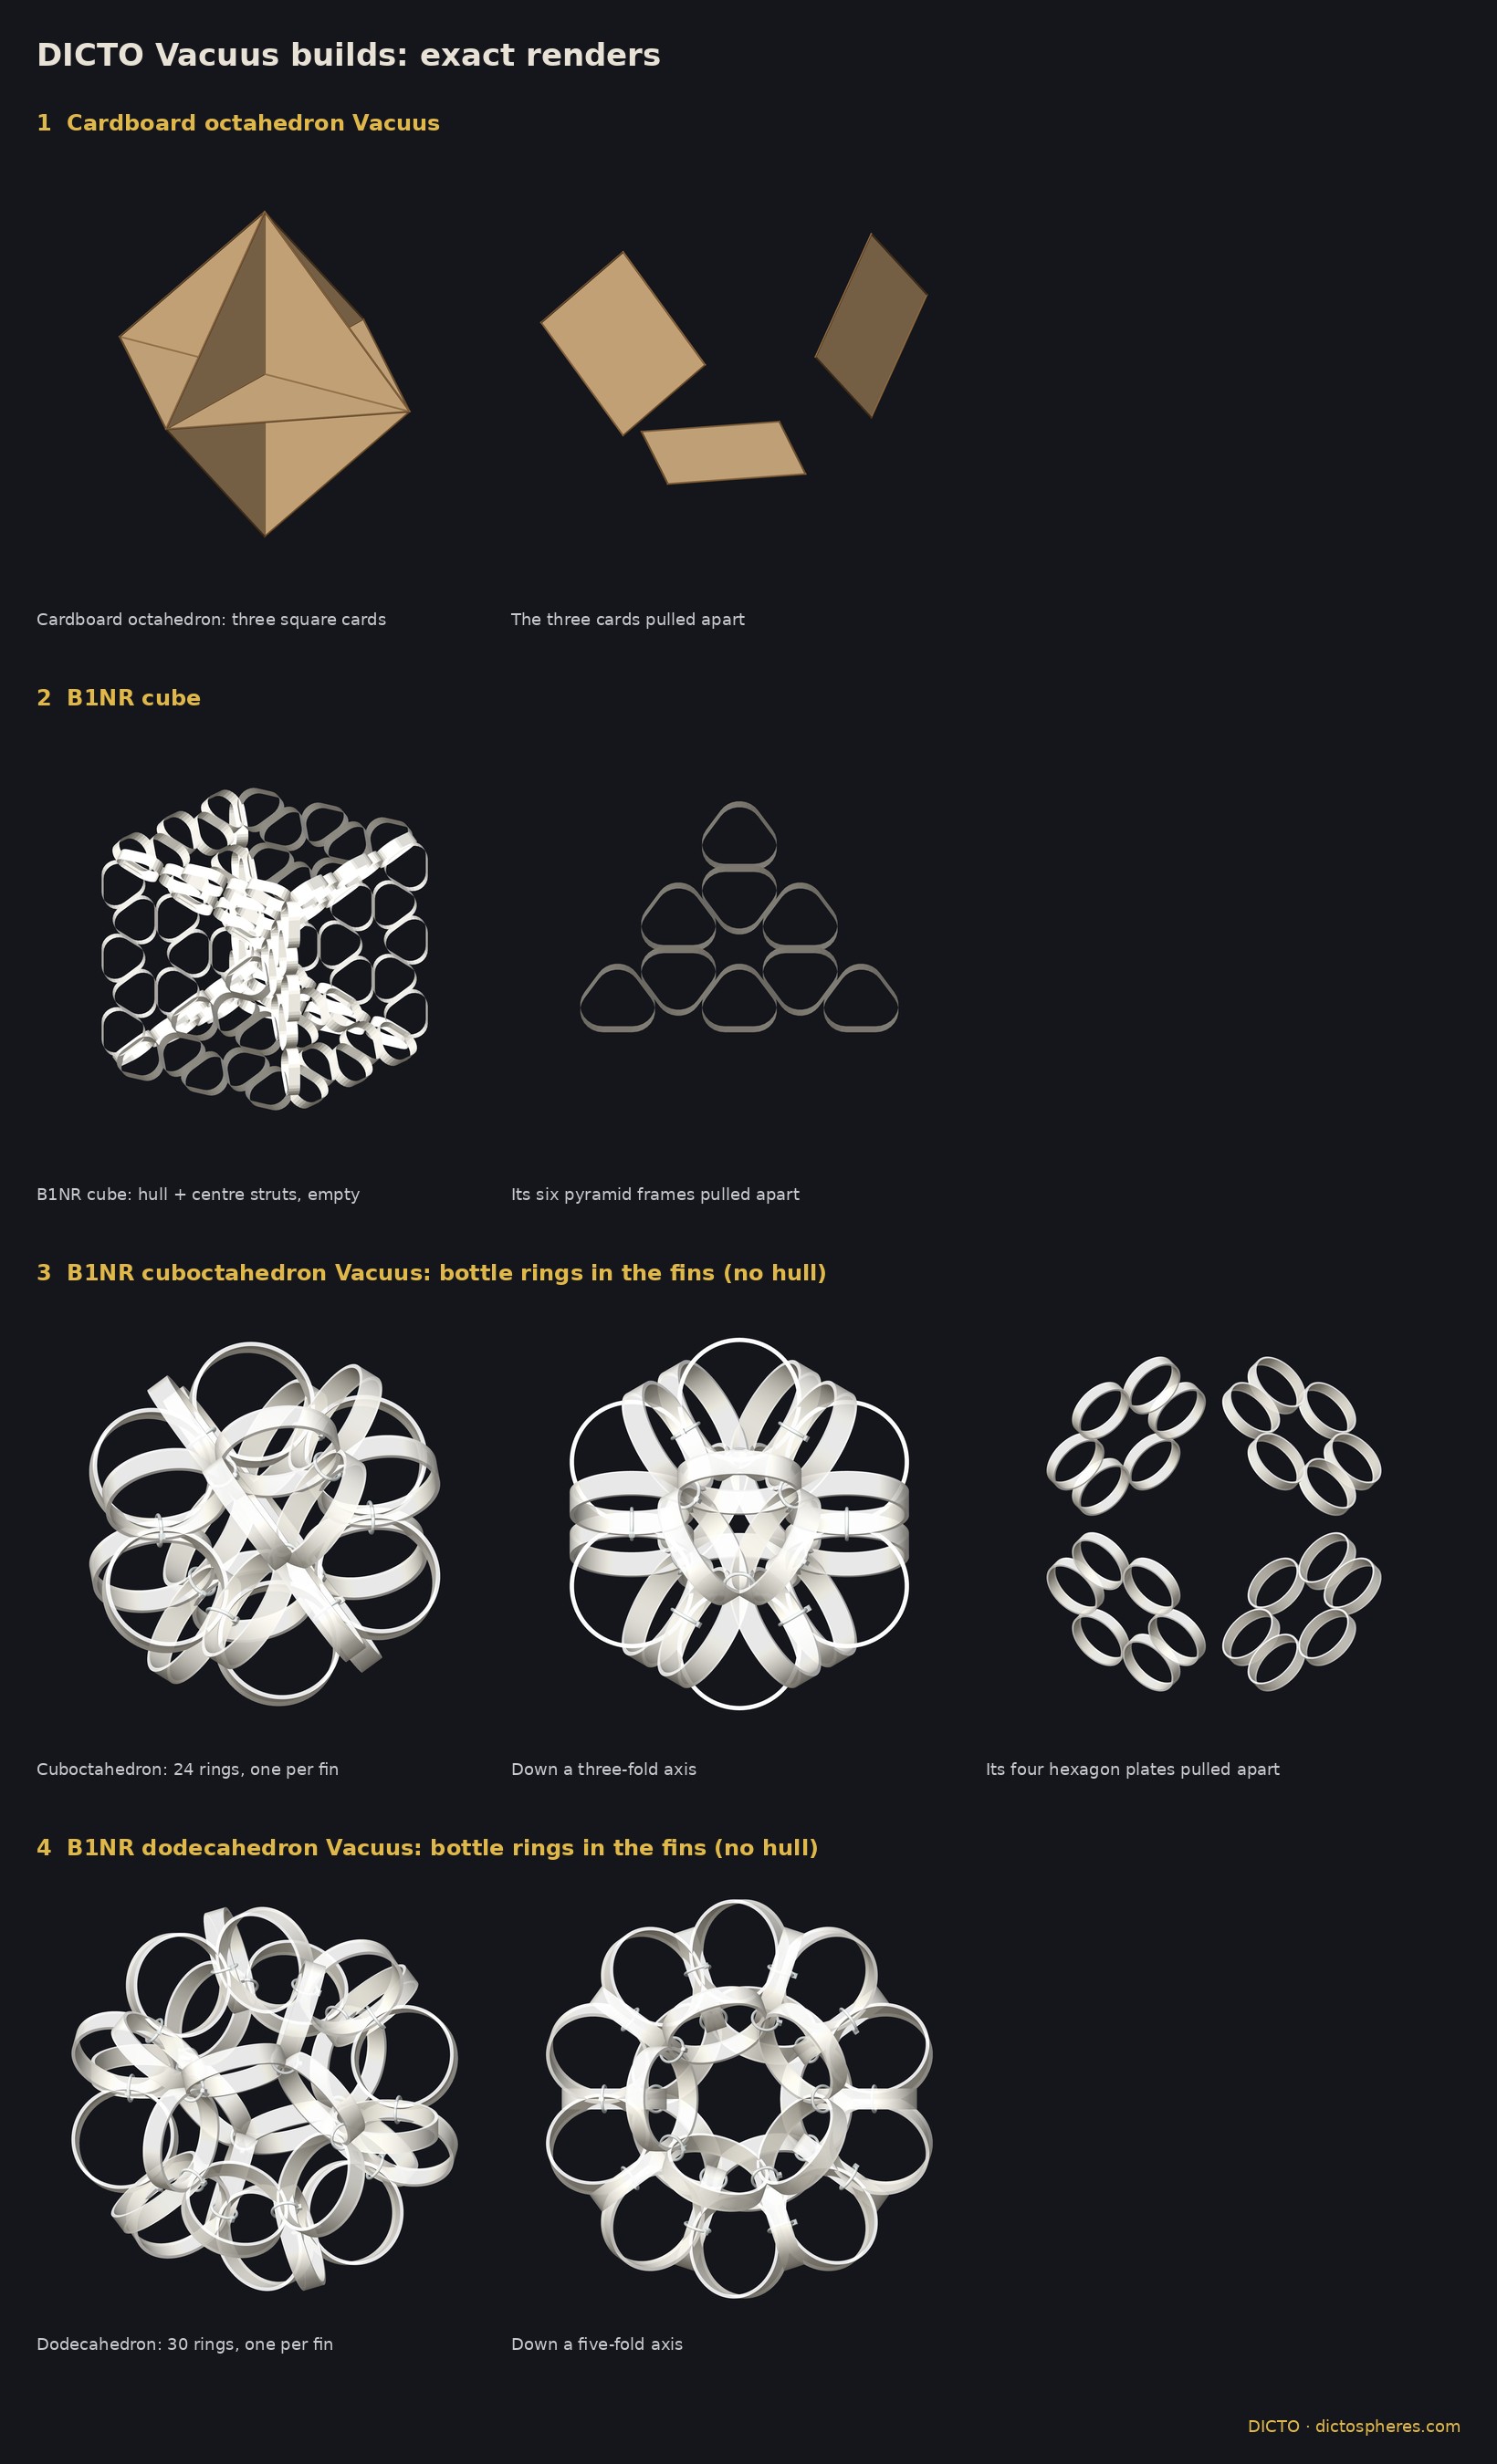 DICTO Vacuus builds: exact renders
1 Cardboard octahedron Vacuus
Cardboard octahedron: three square cards
The three cards pulled apart
2 B1NR cube
B1NR cube: hull + centre struts, empty
Its six pyramid frames pulled apart
3 B1NR cuboctahedron Vacuus: bottle rings in the fins (no hull)
Cuboctahedron: 24 rings, one per fin
Down a three-fold axis
Its four hexagon plates pulled apart
4 B1NR dodecahedron Vacuus: bottle rings in the fins (no hull)
Dodecahedron: 30 rings, one per fin
Down a five-fold axis
DICTO · dictospheres.com